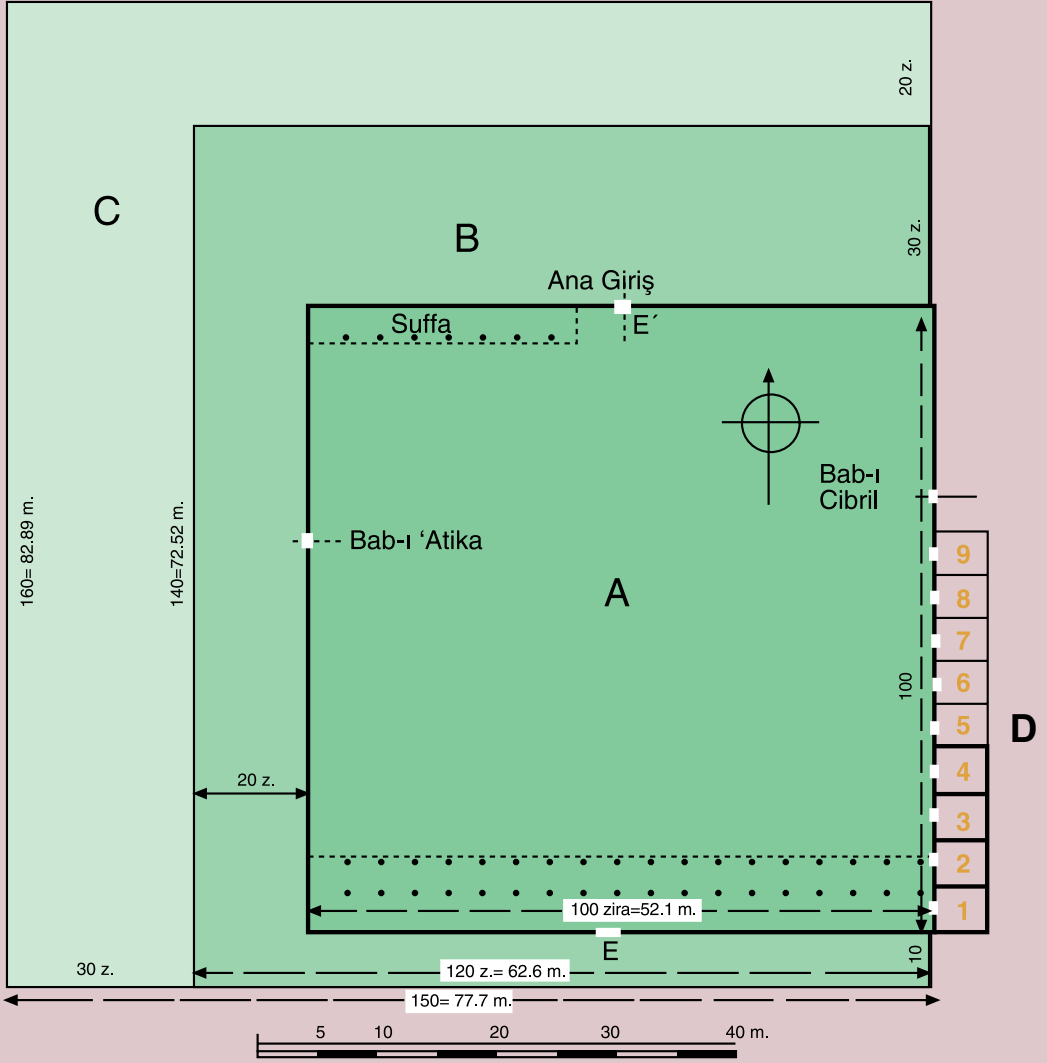 20 z.
C
B
30 z.
Ana Giriş
Suffa
E´
Bab-ı
Cibril
160= 82.89 m.
140=72.52 m.
Bab-ı ‘Atika
A
9
8
7
6
5
4
3
2
1
100
D
20 z.
100 zira=52.1 m.
E
10
30 z.
120 z.= 62.6 m.
150= 77.7 m.
5 10 20 30 40 m.